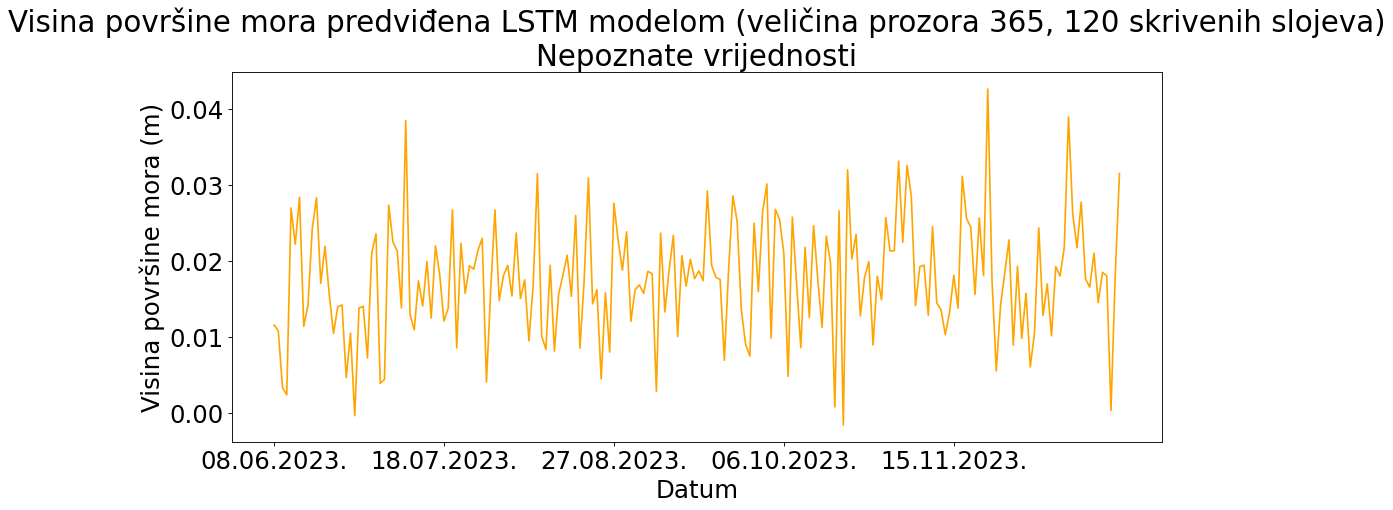 Visina površine mora predviđena LSTM modelom (veličina prozora 365, 120 skrivenih slojeva)
Nepoznate vrijednosti
Visina površine mora (m)
0.04
0.03
0.02
0.01
0.00
08.06.2023. 18.07.2023. 27.08.2023. 06.10.2023. 15.11.2023.
Datum